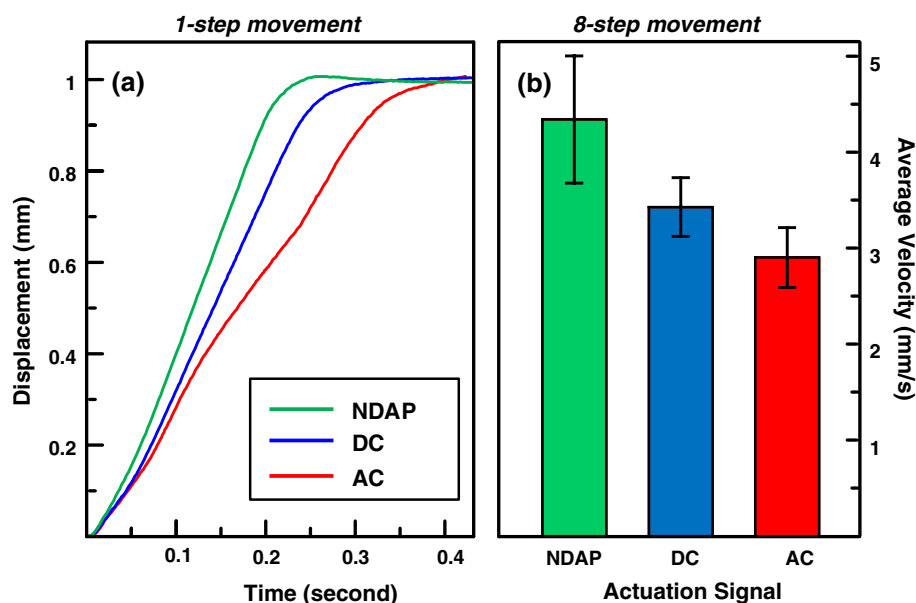 1-step movement
8-step movement
(a)
(b)
1
0.8
0.6
0.4
0.2
Displacement (mm)
NDAP
DC
AC
0.1
0.2
0.3
0.4
Time (second)
5
4
3
2
1
Average Velocity (mm/s)
NDAP
DC
AC
Actuation Signal